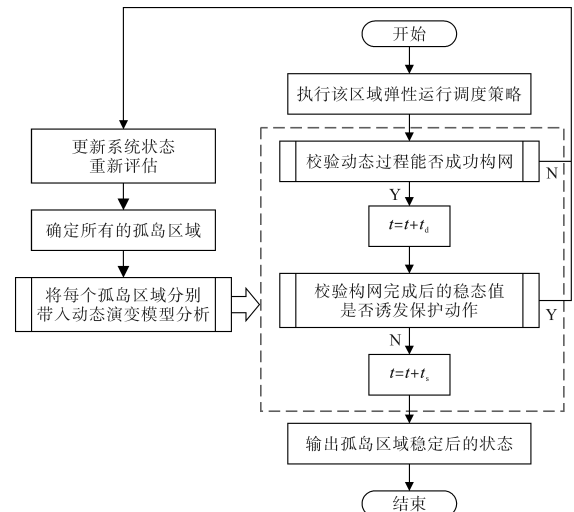 开始
执行该区域弹性运行调度策略
更新系统状态
重新评估
校验动态过程能否成功构网
N
Y
确定所有的孤岛区域
t=t+td
将每个孤岛区域分别
带入动态演变模型分析
校验构网完成后的稳态值
是否诱发保护动作
Y
N
t=t+ts
输出孤岛区域稳定后的状态
结束